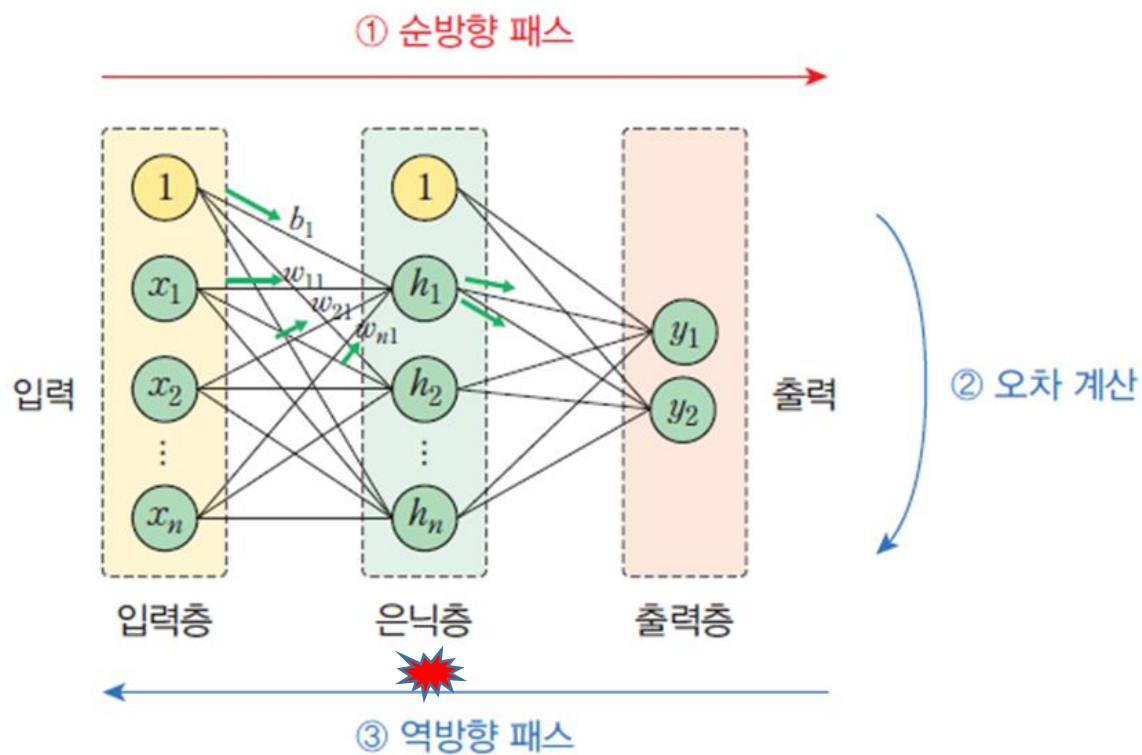 ① 순방향 패스
1
1
b₁
x₁
w₁₁
h₁
w₂₁
wₙ₁
y₁
입력
x₂
h₂
y₂
출력
② 오차 계산
⋮
⋮
xₙ
hₙ
입력층
은닉층
출력층
③ 역방향 패스